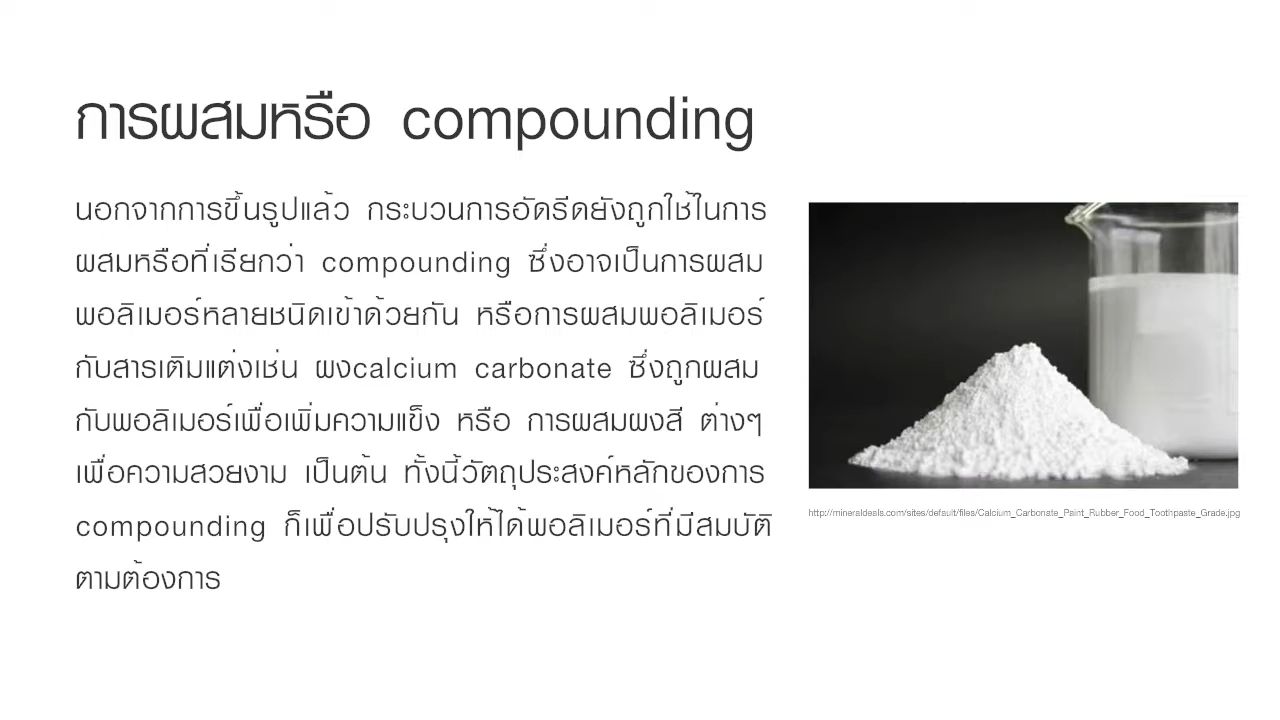 การผสมหรือ compounding
นอกจากการขึ้นรูปแล้ว กระบวนการอัดรีดยังถูกใช้ในการ
ผสมหรือที่เรียกว่า compounding ซึ่งอาจเป็นการผสม
พอลิเมอร์หลายชนิดเข้าด้วยกัน หรือการผสมพอลิเมอร์
กับสารเติมแต่งเช่น ผงcalcium carbonate ซึ่งถูกผสม
กับพอลิเมอร์เพื่อเพิ่มความแข็ง หรือ การผสมผงสี ต่างๆ
เพื่อความสวยงาม เป็นต้น ทั้งนี้วัตถุประสงค์หลักของการ
compounding ก็เพื่อปรับปรุงให้ได้พอลิเมอร์ที่มีสมบัติ
ตามต้องการ
http://mineraldeals.com/sites/default/files/Calcium_Carbonate_Paint_Rubber_Food_Toothpaste_Grade.jpg